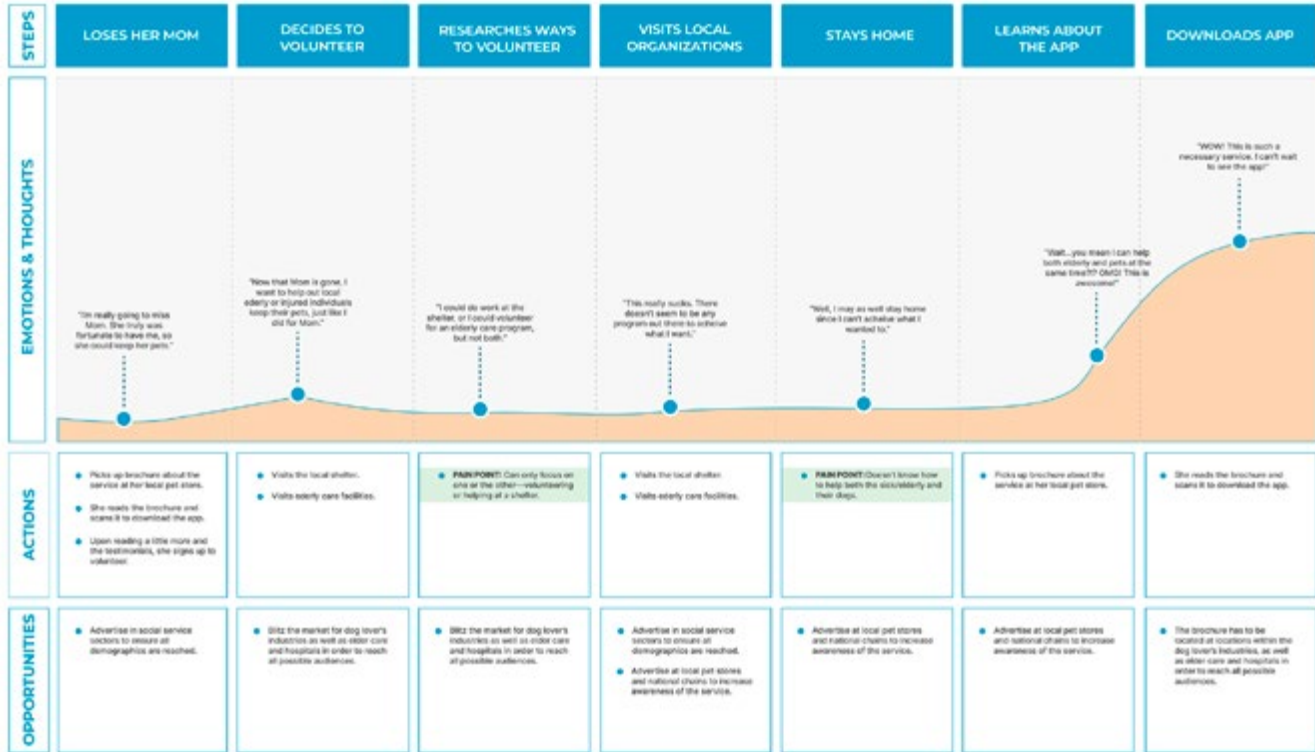 STEPS
LOSES HER MOM
DECIDES TO
VOLUNTEER
RESEARCHES WAYS
TO VOLUNTEER
VISITS LOCAL
ORGANIZATIONS
STAYS HOME
LEARNS ABOUT
THE APP
DOWNLOADS APP
EMOTIONS & THOUGHTS
"I'm really going to miss
Mom. She truly was
fortunate to have me, so
she could keep her pets."
"Now that Mom is gone, I
want to help out local
ederly or injured individuals
keep their pets, just like I
did for Mom."
"I could do work at the
shelter, or I could volunteer
for an elderly care program,
but not both."
"This really sucks. There
doesn't seem to be any
program out there to acheive
what I want."
"Well, I may as well stay home
since I can't acheive what I
wanted to."
"Wait...you mean I can help
both elderly and pets at the
same time?!? OMG! This is
awesome!"
"WOW! This is such a
necessary service. I can't wait
to see the app!"
ACTIONS
Picks up brochure about the
service at her local pet store.
She reads the brochure and
scans it to download the app.
Upon reading a little more and
the testimonials, she signs up to
volunteer.
Visits the local shelter.
Visits ederly care facilities.
PAIN POINT! Can only focus on
one or the other—volunteering
or helping at a shelter.
Visits the local shelter.
Visits ederly care facilities.
PAIN POINT! Doesn't know how
to help both the sick/elderly and
their dogs.
Picks up brochure about the
service at her local pet store.
She reads the brochure and
scans it to download the app.
OPPORTUNITIES
Advertise in social service
sectors to ensure all
demographics are reached.
Blitz the market for dog lover's
industries as well as elder care
and hospitals in order to reach
all possible audiences.
Blitz the market for dog lover's
industries as well as elder care
and hospitals in order to reach
all possible audiences.
Advertise in social service
sectors to ensure all
demographics are reached.
Advertise at local pet stores
and national chains to increase
awareness of the service.
Advertise at local pet stores
and national chains to increase
awareness of the service.
Advertise at local pet stores
and national chains to increase
awareness of the service.
The brochure has to be
located at locations within the
dog lover's industries, as well
as elder care and hospitals in
order to reach all possible
audiences.